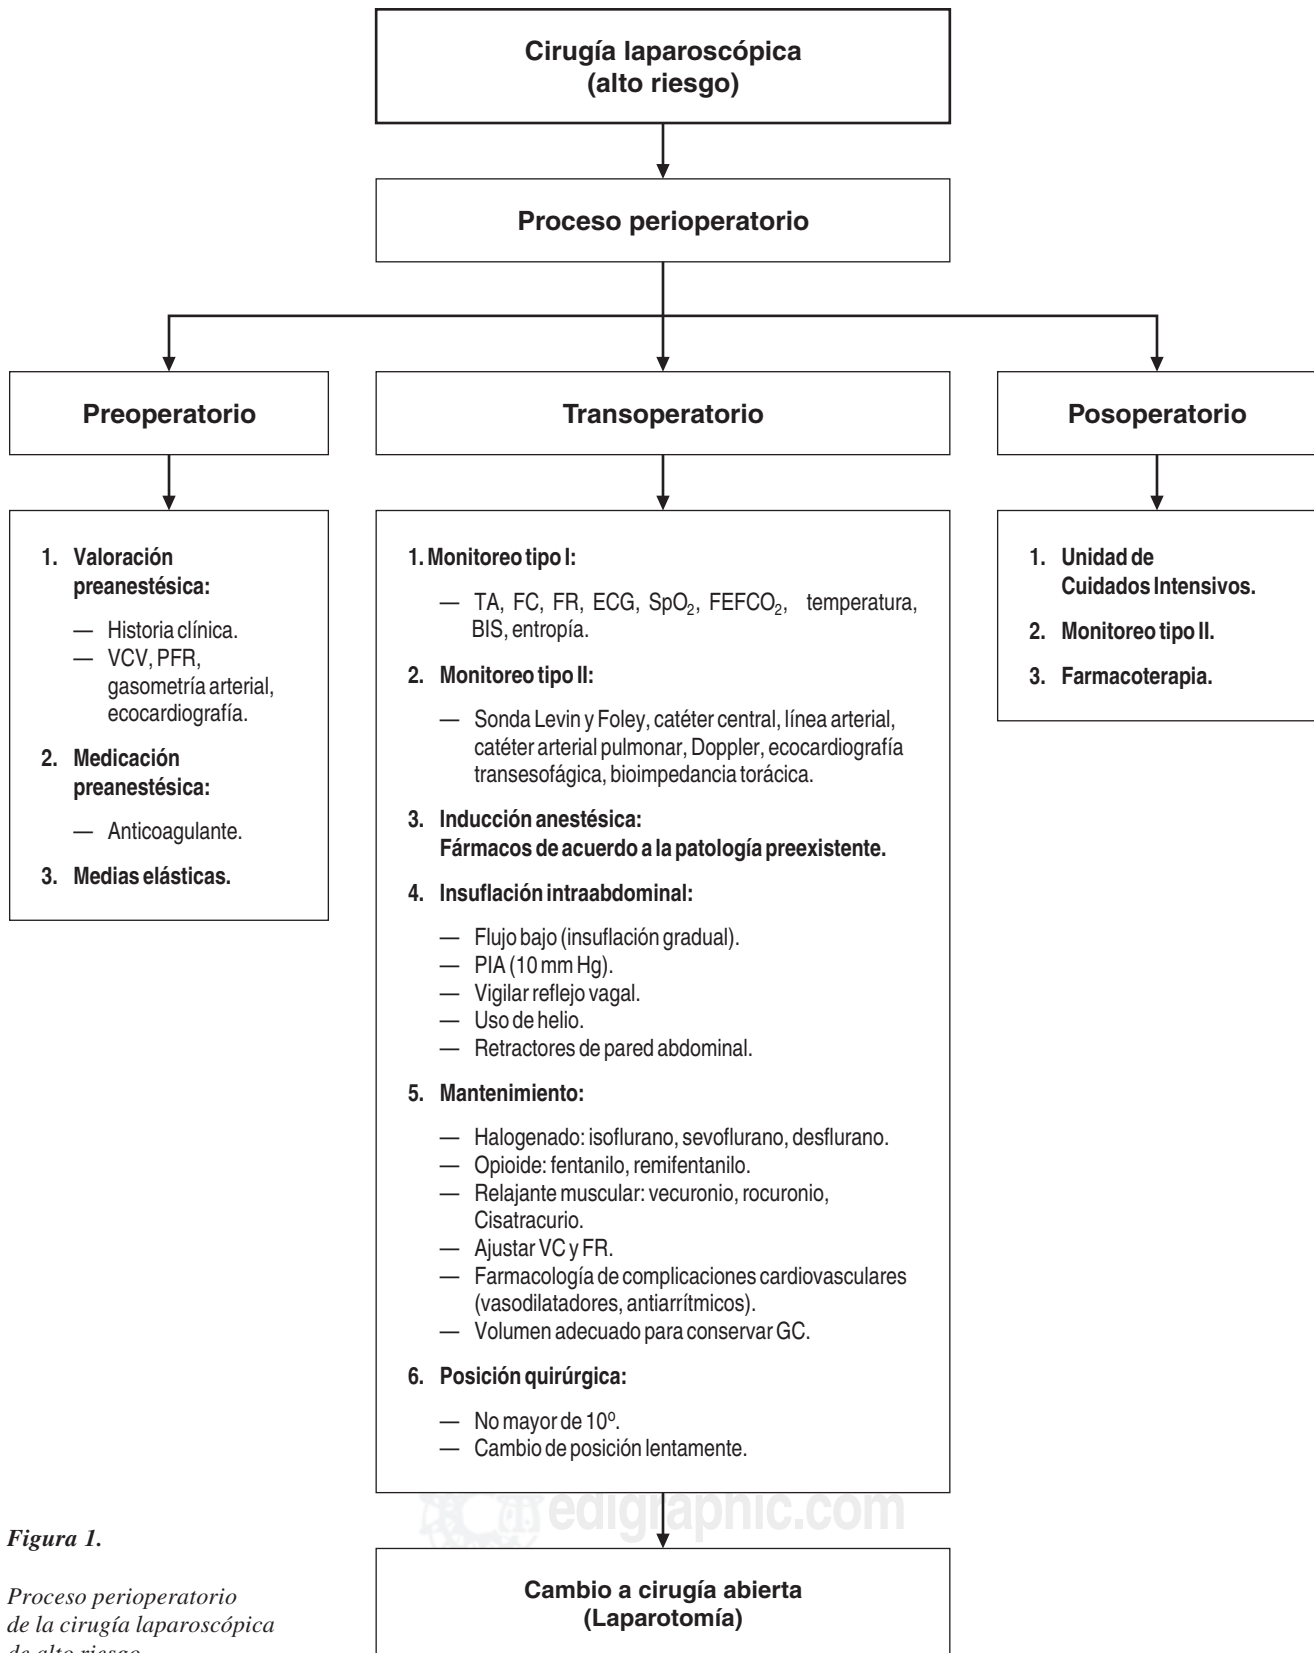 Cirugía laparoscópica
(alto riesgo)
Proceso perioperatorio
Preoperatorio
Transoperatorio
Posoperatorio
1. Valoración
preanestésica:
— Historia clínica.
— VCV, PFR,
gasometría arterial,
ecocardiografía.
2. Medicación
preanestésica:
— Anticoagulante.
3. Medias elásticas.
1. Monitoreo tipo I:
— TA, FC, FR, ECG, SpO₂, FEFCO₂, temperatura,
BIS, entropía.
2. Monitoreo tipo II:
— Sonda Levin y Foley, catéter central, línea arterial,
catéter arterial pulmonar, Doppler, ecocardiografía
transesofágica, bioimpedancia torácica.
3. Inducción anestésica:
Fármacos de acuerdo a la patología preexistente.
4. Insuflación intraabdominal:
— Flujo bajo (insuflación gradual).
— PIA (10 mm Hg).
— Vigilar reflejo vagal.
— Uso de helio.
— Retractores de pared abdominal.
5. Mantenimiento:
— Halogenado: isoflurano, sevoflurano, desflurano.
— Opioide: fentanilo, remifentanilo.
— Relajante muscular: vecuronio, rocuronio,
Cisatracurio.
— Ajustar VC y FR.
— Farmacología de complicaciones cardiovasculares
(vasodilatadores, antiarrítmicos).
— Volumen adecuado para conservar GC.
6. Posición quirúrgica:
— No mayor de 10º.
— Cambio de posición lentamente.
1. Unidad de
Cuidados Intensivos.
2. Monitoreo tipo II.
3. Farmacoterapia.
edigraphic.com
Cambio a cirugía abierta
(Laparotomía)
Figura 1.
Proceso perioperatorio
de la cirugía laparoscópica
de alto riesgo